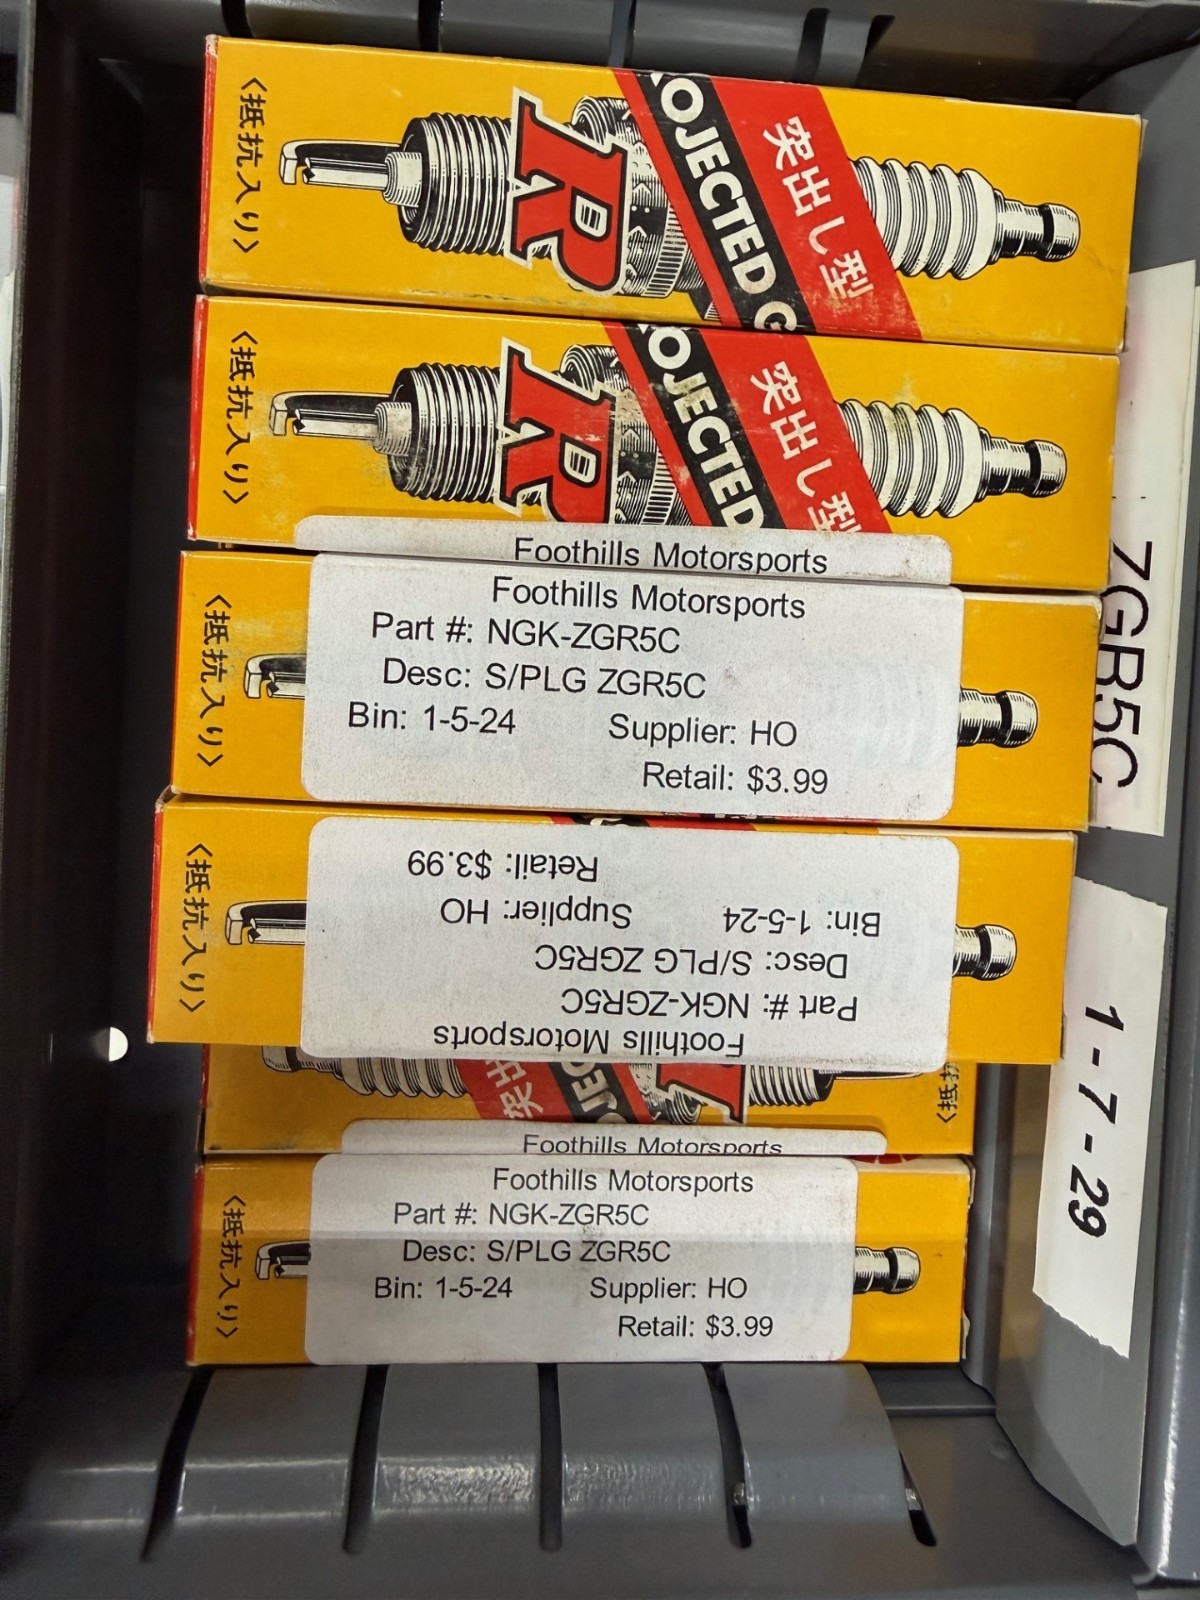 〈抵抗入り〉
R
OJECTED G
突出し型
〈抵抗入り〉
R
OJECTED
突出し型
Foothills Motorsports
〈抵抗入り〉
Foothills Motorsports
Part #: NGK-ZGR5C
Desc: S/PLG ZGR5C
Bin: 1-5-24 Supplier: HO
Retail: $3.99
〈抵抗入り〉
Foothills Motorsports
Part #: NGK-ZGR5C
Desc: S/PLG ZGR5C
Bin: 1-5-24 Supplier: HO
Retail: $3.99
突出
JEC
Foothills Motorsports
〈抵抗入り〉
Foothills Motorsports
Part #: NGK-ZGR5C
Desc: S/PLG ZGR5C
Bin: 1-5-24 Supplier: HO
Retail: $3.99
ZGR5C
1-7-29